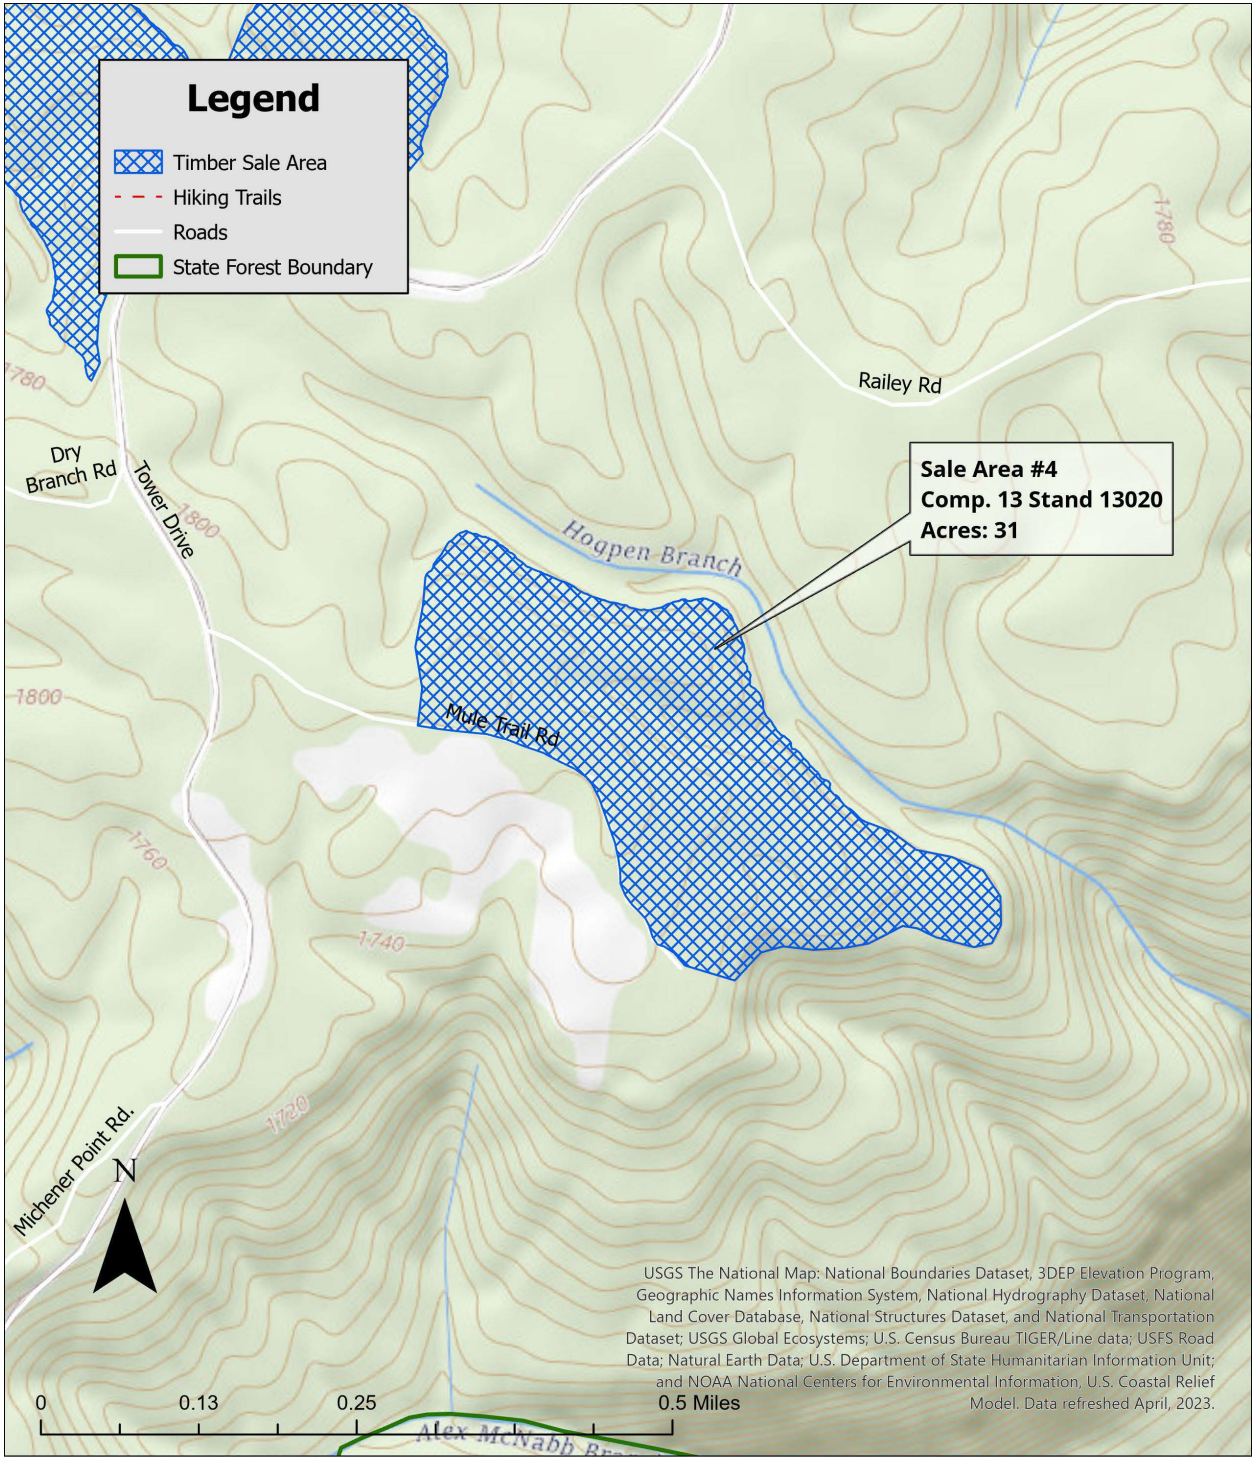 Legend
Timber Sale Area
Hiking Trails
Roads
State Forest Boundary
1780
1780
Railey Rd
Dry
Branch Rd
Tower Drive
1800
Sale Area #4
Comp. 13 Stand 13020
Acres: 31
Hogpen Branch
1800
Mule Trail Rd
1760
1740
1720
Michener Point Rd.
N
USGS The National Map: National Boundaries Dataset, 3DEP Elevation Program,
Geographic Names Information System, National Hydrography Dataset, National
Land Cover Database, National Structures Dataset, and National Transportation
Dataset; USGS Global Ecosystems; U.S. Census Bureau TIGER/Line data; USFS Road
Data; Natural Earth Data; U.S. Department of State Humanitarian Information Unit;
and NOAA National Centers for Environmental Information, U.S. Coastal Relief
Model. Data refreshed April, 2023.
0 0.13 0.25 0.5 Miles
Alex McNabb Bran